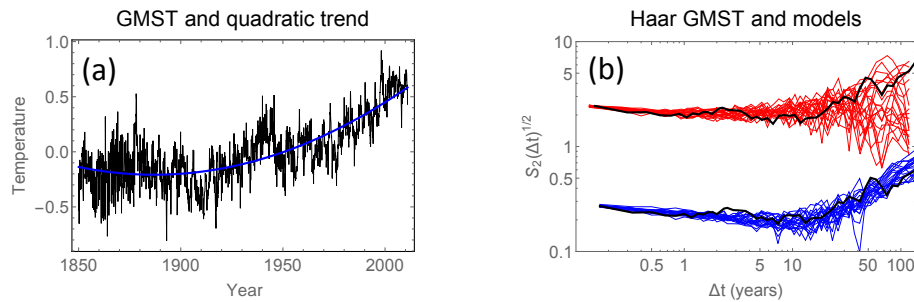 GMST and quadratic trend
(a)
1.0
0.5
0.0
-0.5
Temperature
1850
1900
1950
2000
Year
Haar GMST and models
(b)
10
5
1
0.5
0.1
S₂(Δt)¹/²
0.5
1
5
10
50
100
Δt (years)